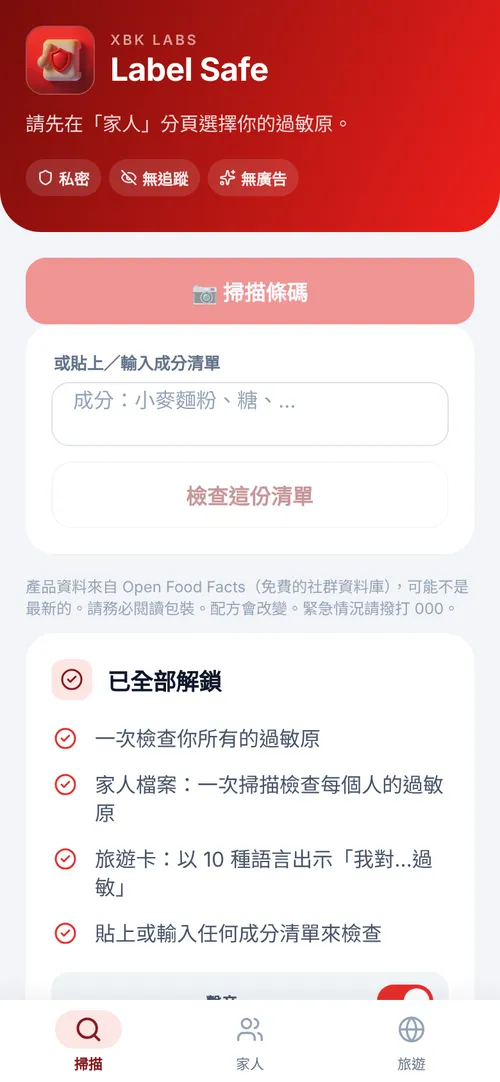 XBK LABS
Label Safe
請先在「家人」分頁選擇你的過敏原。
私密
無追蹤
無廣告
掃描條碼
或貼上／輸入成分清單
成分：小麥麵粉、糖、...
檢查這份清單
產品資料來自 Open Food Facts（免費的社群資料庫），可能不是
最新的。請務必閱讀包裝。配方會改變。緊急情況請撥打 000。
已全部解鎖
一次檢查你所有的過敏原
家人檔案：一次掃描檢查每個人的過敏
原
旅遊卡：以 10 種語言出示「我對...過
敏」
貼上或輸入任何成分清單來檢查
掃描
家人
旅遊